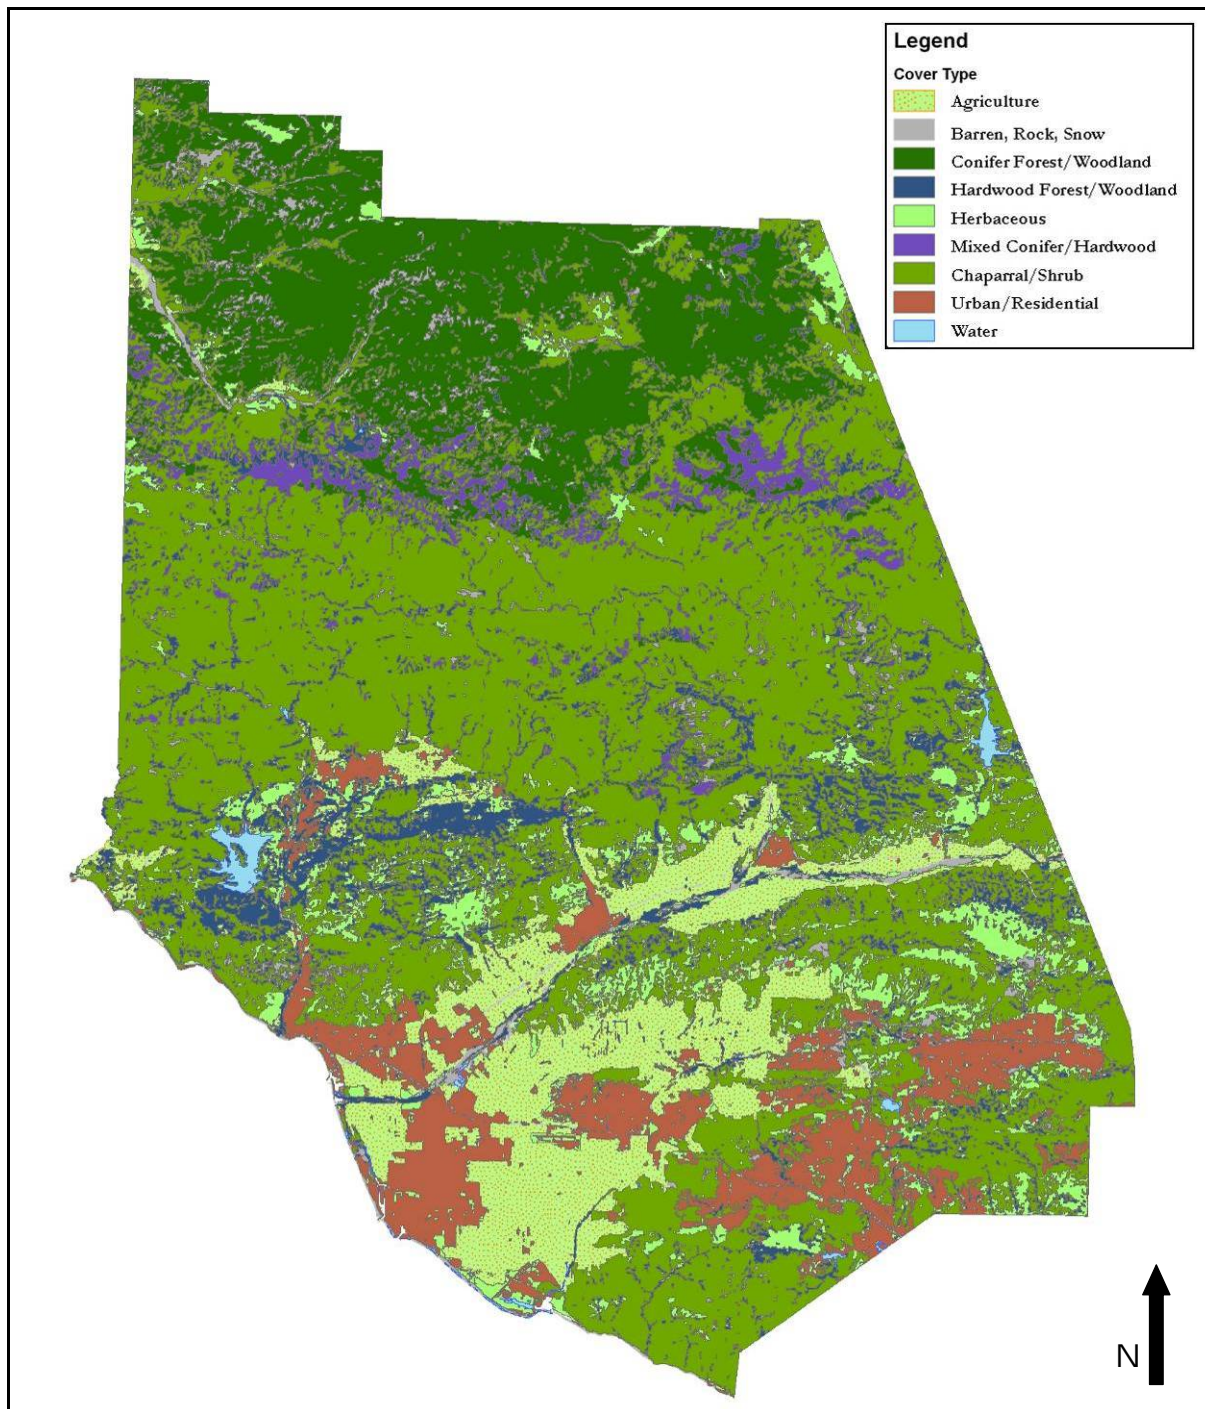 Legend
Cover Type
Agriculture
Barren, Rock, Snow
Conifer Forest/Woodland
Hardwood Forest/Woodland
Herbaceous
Mixed Conifer/Hardwood
Chaparral/Shrub
Urban/Residential
Water
N